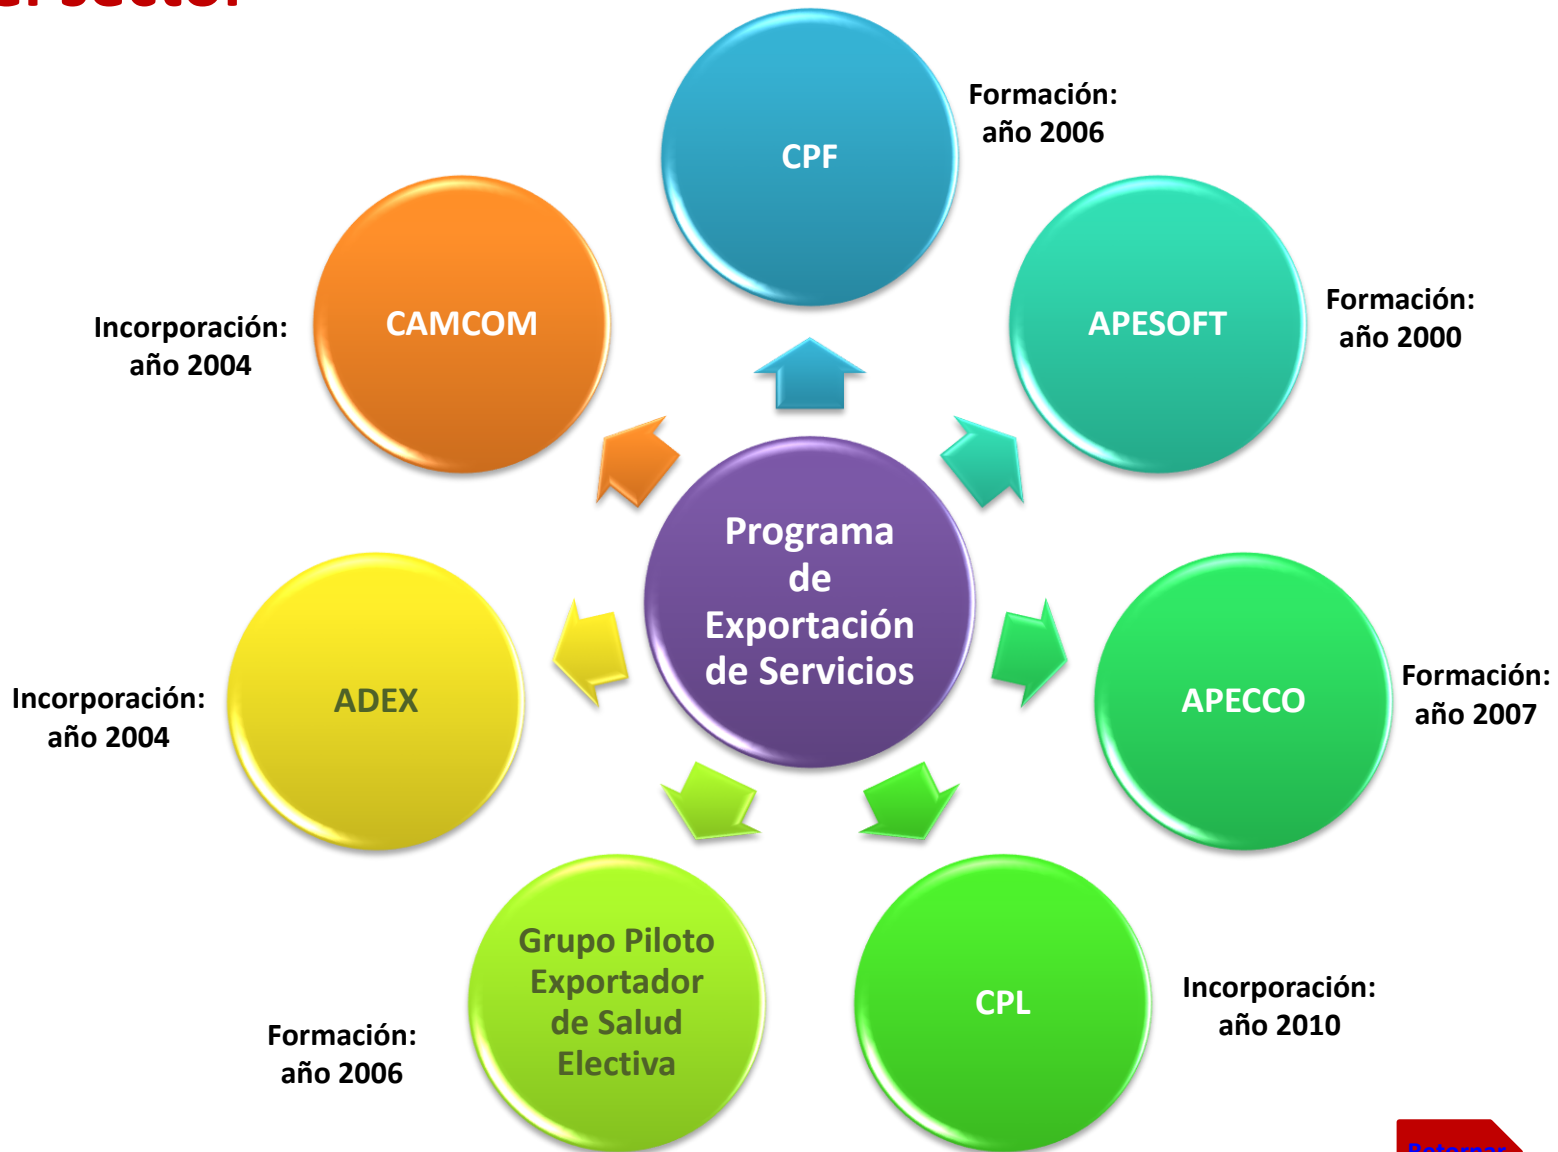 sector
CPF
Formación:
año 2006
CAMCOM
Incorporación:
año 2004
APESOFT
Formación:
año 2000
Programa
de
Exportación
de Servicios
ADEX
Incorporación:
año 2004
APECCO
Formación:
año 2007
Grupo Piloto
Exportador
de Salud
Electiva
Formación:
año 2006
CPL
Incorporación:
año 2010
Retornar